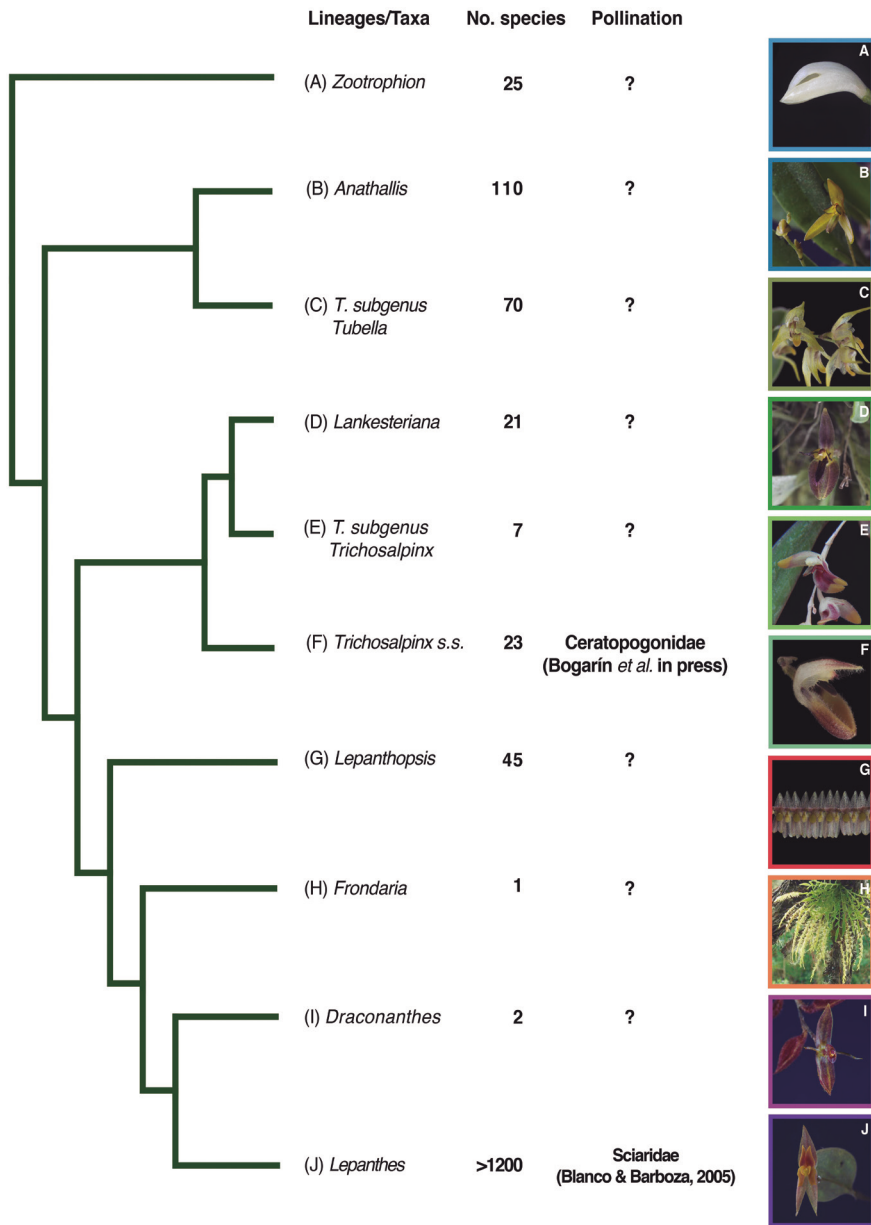 Lineages/Taxa No. species Pollination
A
(A) Zootrophion 25 ?
B
(B) Anathallis 110 ?
C
(C) T. subgenus 70 ?
Tubella
D
(D) Lankesteriana 21 ?
E
(E) T. subgenus 7 ?
Trichosalpinx
F
(F) Trichosalpinx s.s. 23 Ceratopogonidae
(Bogarín et al. in press)
G
(G) Lepanthopsis 45 ?
H
(H) Frondaria 1 ?
I
(I) Draconanthes 2 ?
J
(J) Lepanthes >1200 Sciaridae
(Blanco & Barboza, 2005)